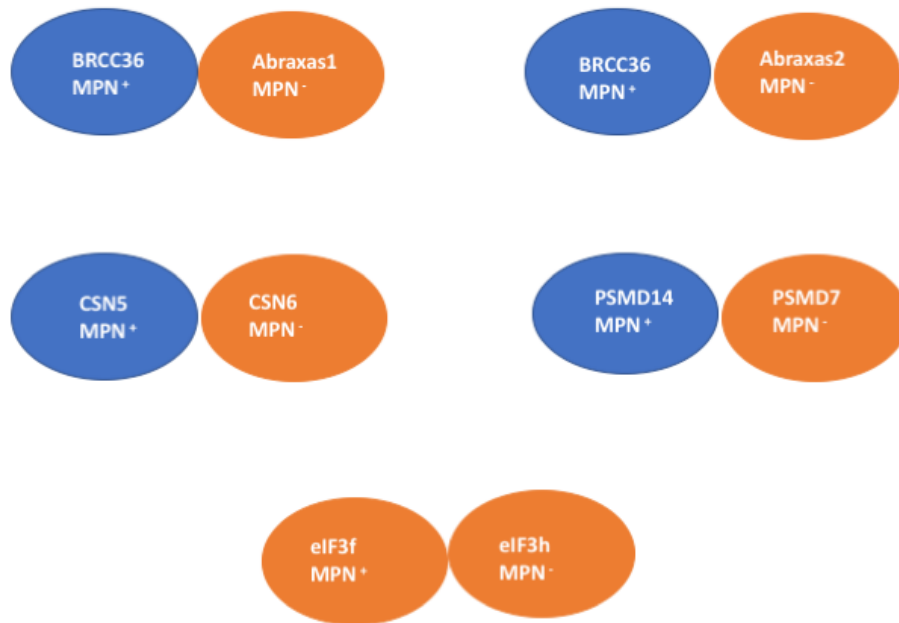 BRCC36
MPN⁺
Abraxas1
MPN⁻
BRCC36
MPN⁺
Abraxas2
MPN⁻
CSN5
MPN⁺
CSN6
MPN⁻
PSMD14
MPN⁺
PSMD7
MPN⁻
eIF3f
MPN⁺
eIF3h
MPN⁻